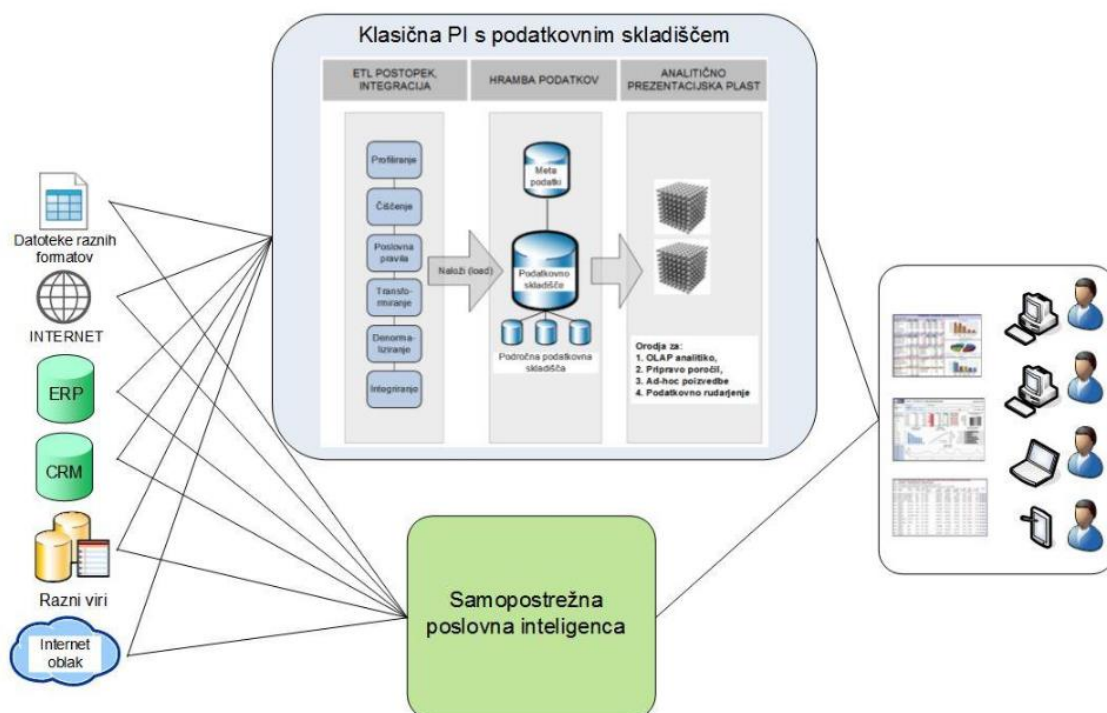 Klasična PI s podatkovnim skladiščem
ETL POSTOPEK,
INTEGRACIJA
HRAMBA PODATKOV
ANALITIČNO
PREZENTACIJSKA PLAST
Profiliranje
Čiščenje
Poslovna
pravila
Transfo-
rmiranje
Denorma-
liziranje
Integriranje
Naloži (load)
Meta
podatki
Podatkovno
skladišče
Področna podatkovna
skladišča
Orodja za:
1. OLAP analitiko,
2. Pripravo poročil,
3. Ad-hoc poizvedbe
4. Podatkovno rudarjenje
Datoteke raznih
formatov
INTERNET
ERP
CRM
Razni viri
Internet
oblak
Samopostrežna
poslovna inteligenca